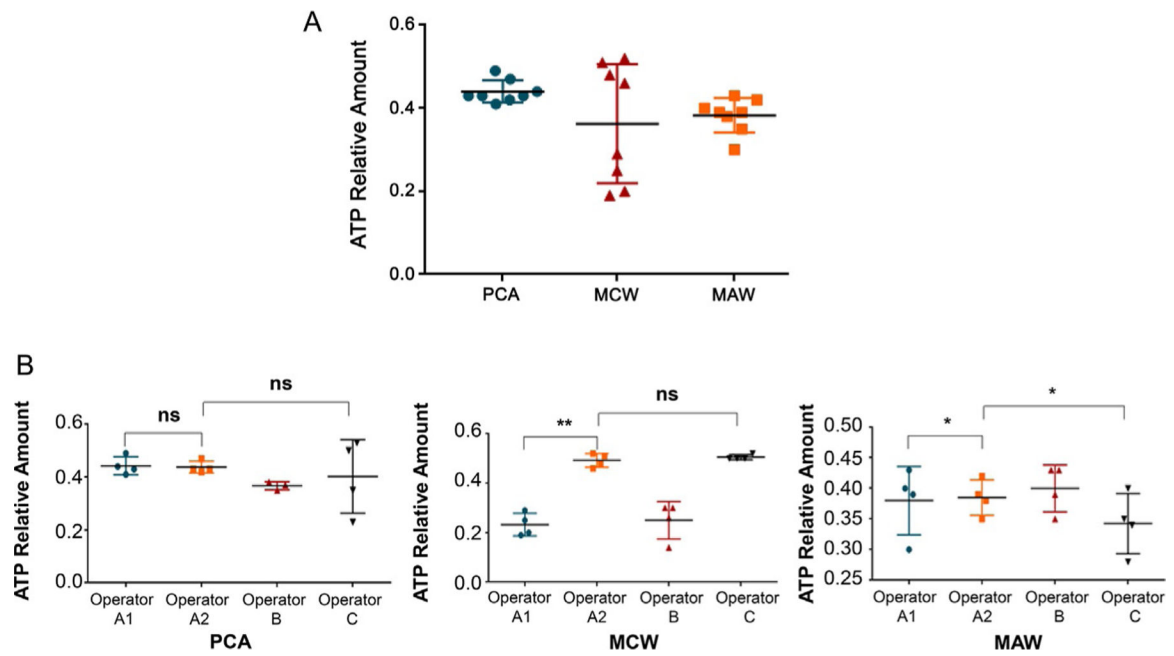 A
ATP Relative Amount
0.6
0.4
0.2
0.0
PCA MCW MAW
B
ATP Relative Amount
0.6
0.4
0.2
0.0
ns
ns
Operator A1
Operator A2
Operator B
Operator C
PCA
ATP Relative Amount
0.6
0.4
0.2
0.0
**
ns
Operator A1
Operator A2
Operator B
Operator C
MCW
ATP Relative Amount
0.50
0.45
0.40
0.35
0.30
0.25
*
*
Operator A1
Operator A2
Operator B
Operator C
MAW